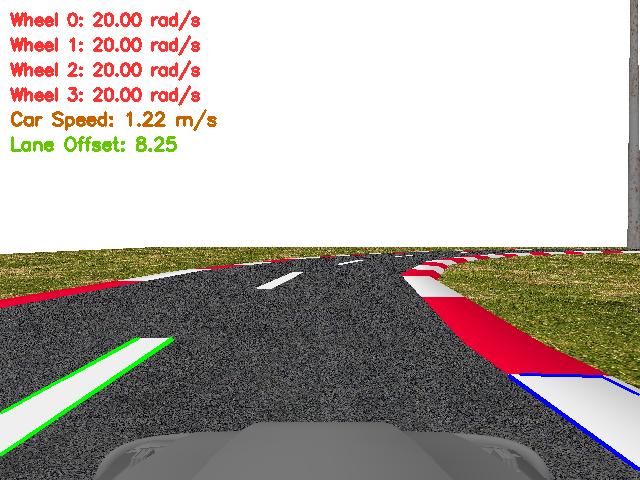 Wheel 0: 20.00 rad/s
Wheel 1: 20.00 rad/s
Wheel 2: 20.00 rad/s
Wheel 3: 20.00 rad/s
Car Speed: 1.22 m/s
Lane Offset: 8.25